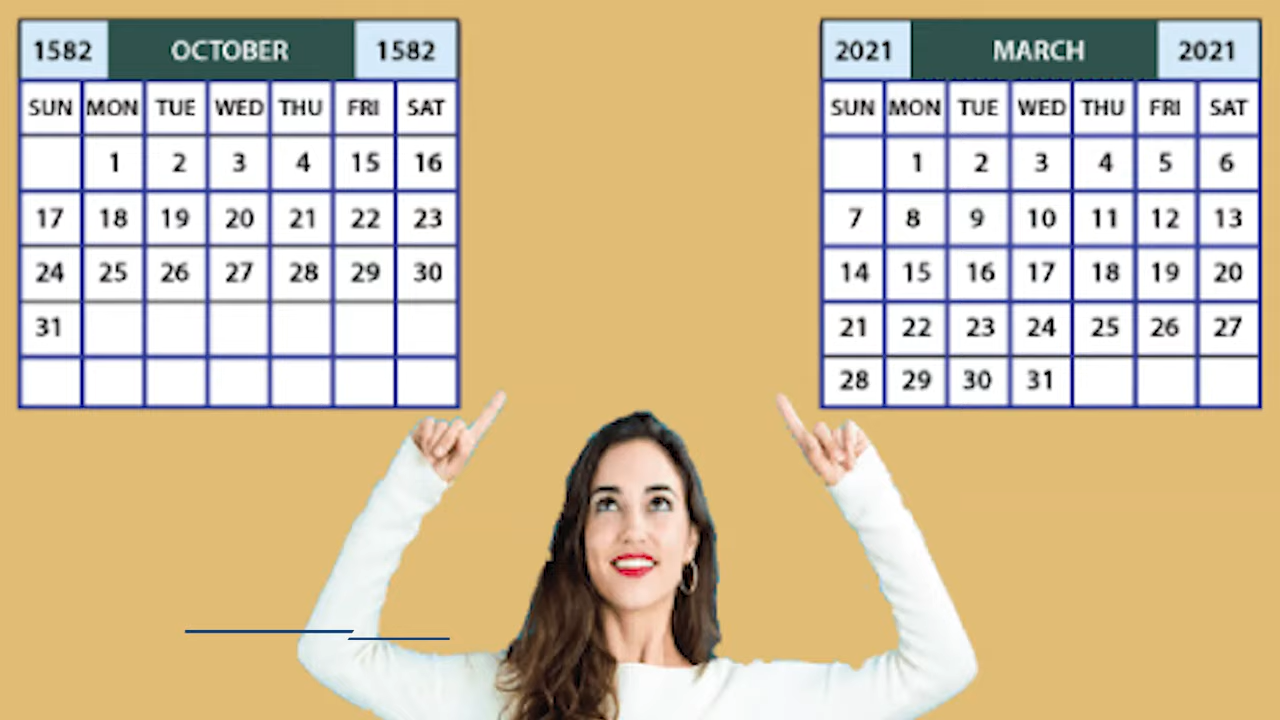 1582 OCTOBER 1582
SUN MON TUE WED THU FRI SAT
1 2 3 4 15 16
17 18 19 20 21 22 23
24 25 26 27 28 29 30
31
2021 MARCH 2021
SUN MON TUE WED THU FRI SAT
1 2 3 4 5 6
7 8 9 10 11 12 13
14 15 16 17 18 19 20
21 22 23 24 25 26 27
28 29 30 31